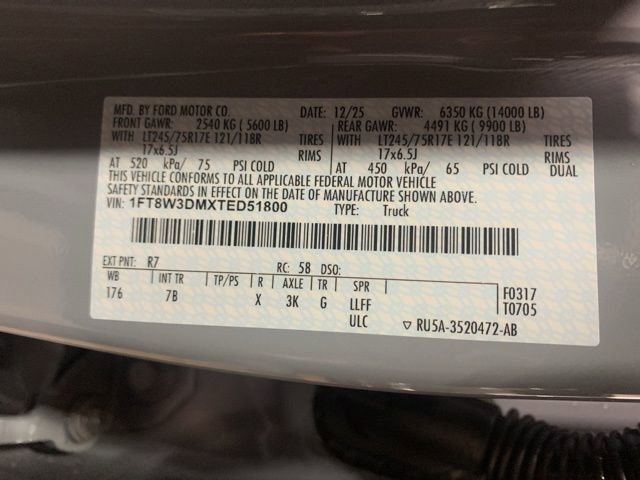 MFD. BY FORD MOTOR CO. DATE: 12/25 GVWR: 6350 KG (14000 LB)
FRONT GAWR: 2540 KG (5600 LB) REAR GAWR: 4491 KG (9900 LB)
WITH LT245/75R17E 121/118R TIRES WITH LT245/75R17E 121/118R TIRES
17x6.5J RIMS 17x6.5J RIMS
AT 520 kPa/ 75 PSI COLD AT 450 kPa/ 65 PSI COLD DUAL
THIS VEHICLE CONFORMS TO ALL APPLICABLE FEDERAL MOTOR VEHICLE
SAFETY STANDARDS IN EFFECT ON THE DATE OF MANUFACTURE SHOWN ABOVE.
VIN: 1FT8W3DMXTED51800 TYPE: Truck
EXT PNT: R7 RC: 58 DSO:
WB INT TR TP/PS R AXLE TR SPR F0317
176 7B X 3K G LLFF T0705
ULC ▽ RU5A-3520472-AB